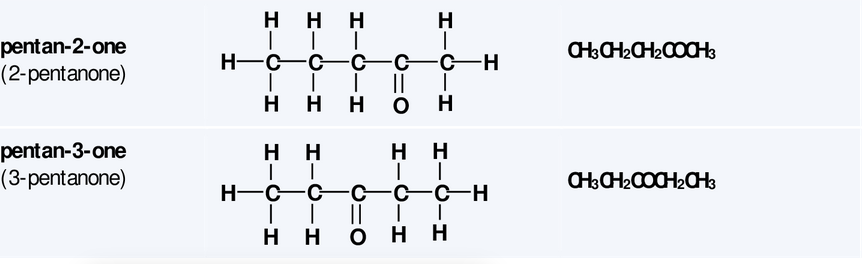 H H H H
pentan-2-one H C C C C C H CH₃CH₂CH₂COCH₃
(2-pentanone)
H H H O H
pentan-3-one H H H H
(3-pentanone) H C C C C C H CH₃CH₂COCH₂CH₃
H H O H H